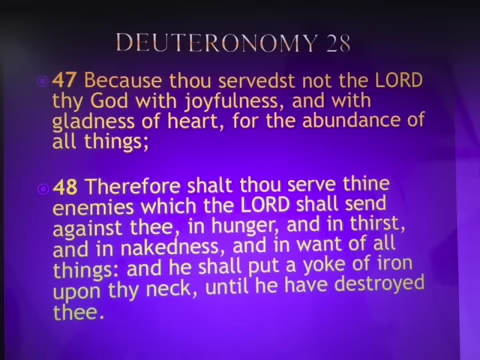 DEUTERONOMY 28
47 Because thou servedst not the LORD
thy God with joyfulness, and with
gladness of heart, for the abundance of
all things;
48 Therefore shalt thou serve thine
enemies which the LORD shall send
against thee, in hunger, and in thirst,
and in nakedness, and in want of all
things: and he shall put a yoke of iron
upon thy neck, until he have destroyed
thee.